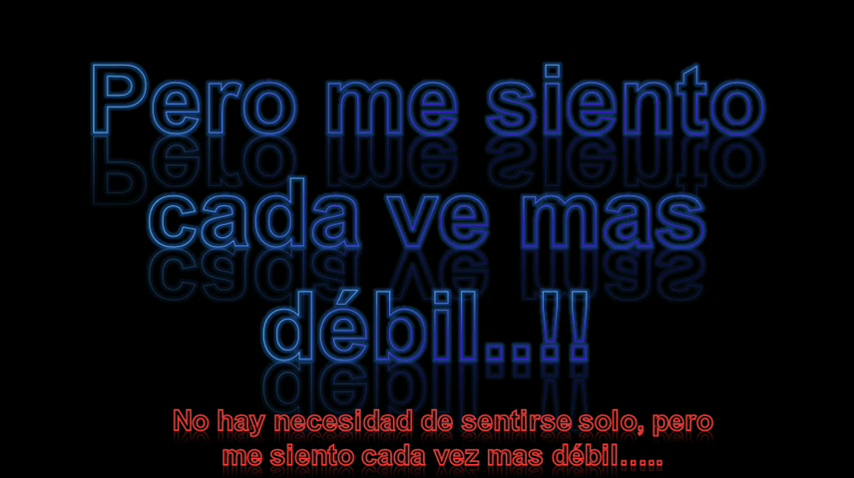 Pero me siento
cada ve mas
débil..!!
No hay necesidad de sentirse solo, pero
me siento cada vez mas débil…..